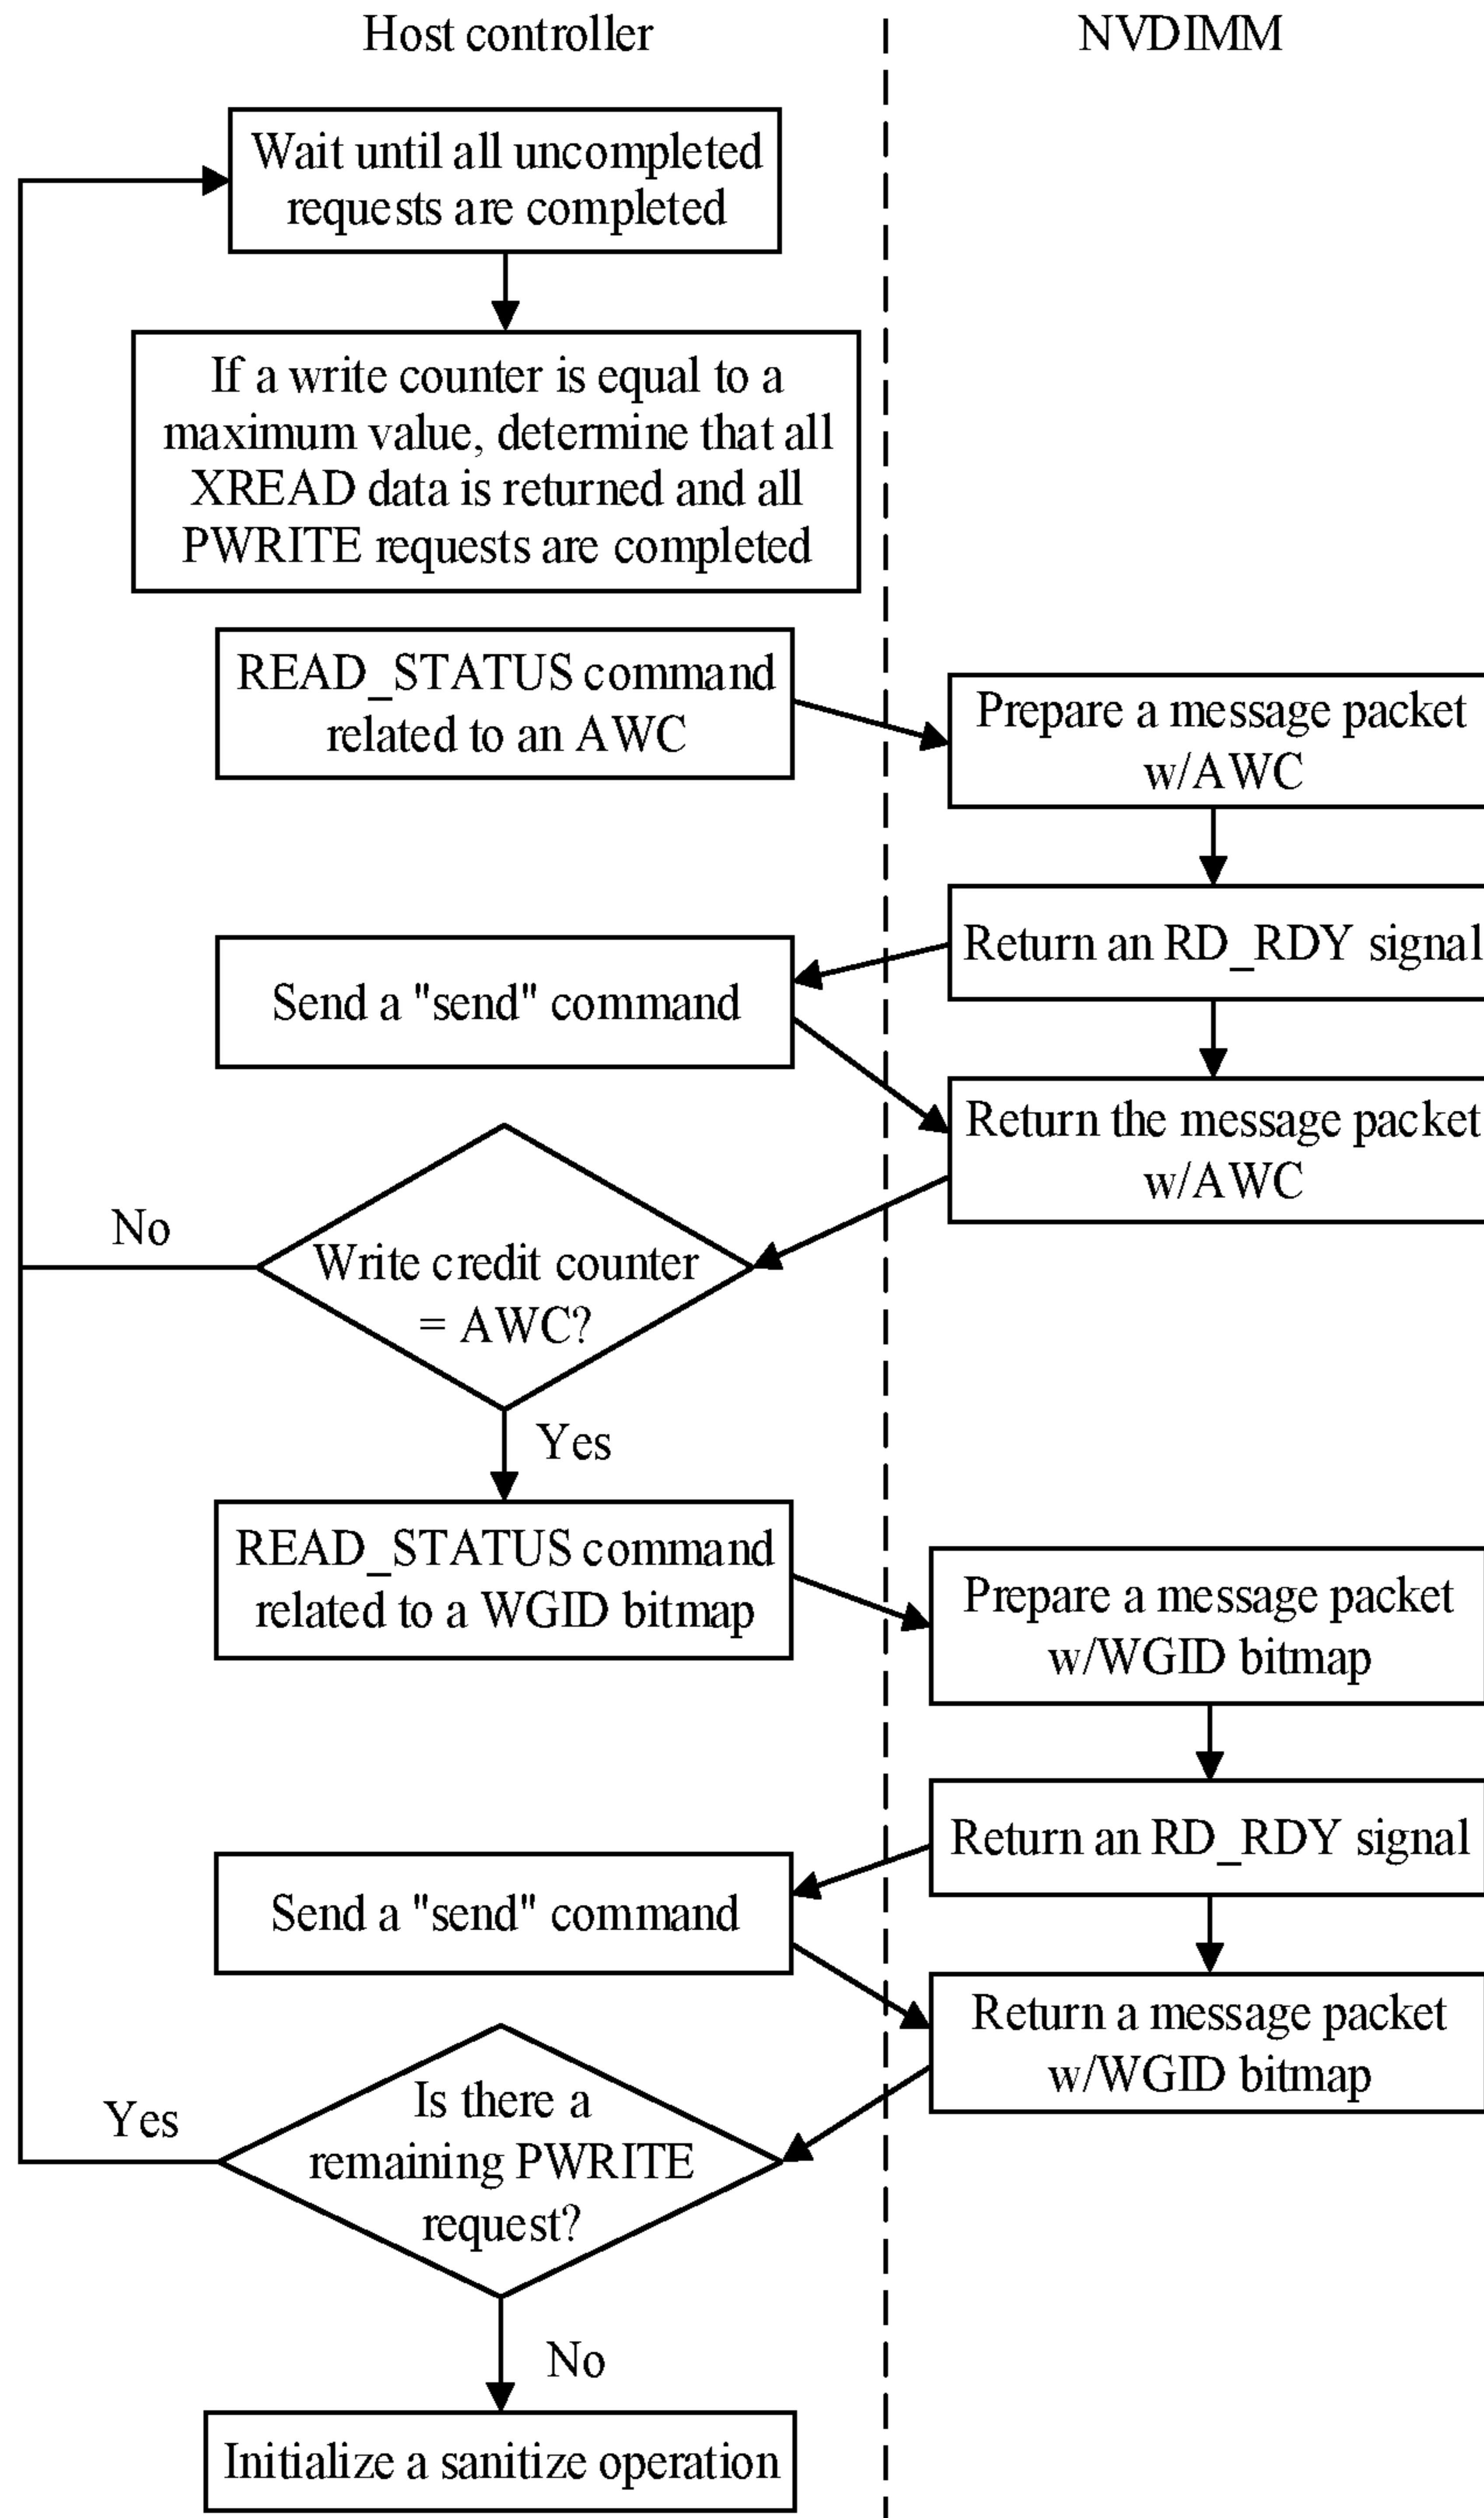 Host controller
NVDIMM
Wait until all uncompleted
requests are completed
If a write counter is equal to a
maximum value, determine that all
XREAD data is returned and all
PWRITE requests are completed
READ_STATUS command
related to an AWC
Prepare a message packet
w/AWC
Return an RD_RDY signal
Send a "send" command
Return the message packet
w/AWC
No
Write credit counter
= AWC?
Yes
READ_STATUS command
related to a WGID bitmap
Prepare a message packet
w/WGID bitmap
Return an RD_RDY signal
Send a "send" command
Return a message packet
w/WGID bitmap
Yes
Is there a
remaining PWRITE
request?
No
Initialize a sanitize operation